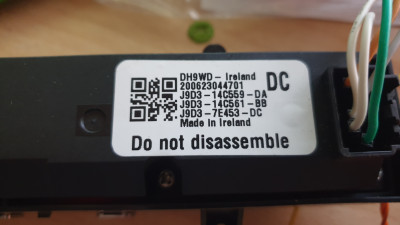 DH9WD - Ireland
200623044701
J9D3-14C559-DA
J9D3-14C561-BB
J9D3-7E453-DC
Made in Ireland
DC
Do not disassemble